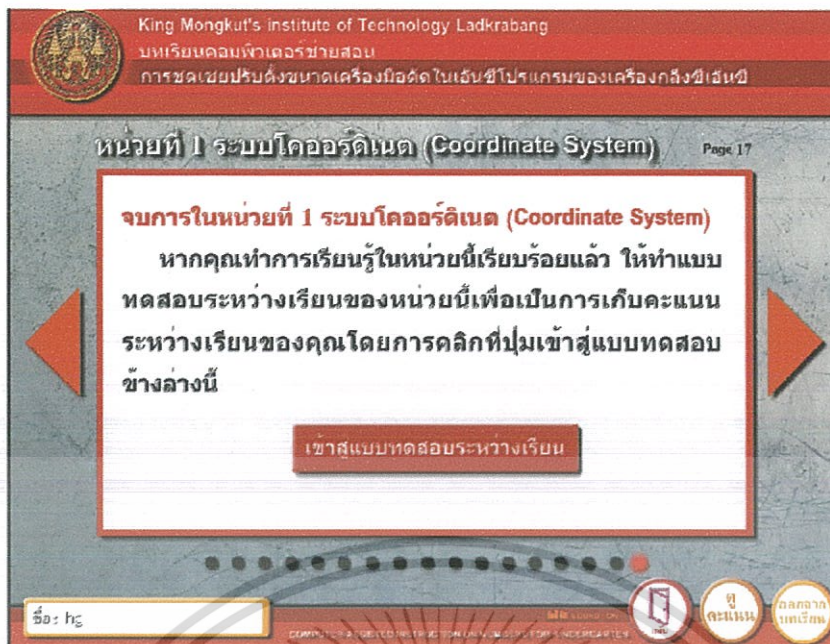 King Mongkut's institute of Technology Ladkrabang
บทเรียนคอมพิวเตอร์ช่วยสอน
การชดเชยปรับตั้งขนาดเครื่องมือตัดในเอ็นซีโปรแกรมของเครื่องกลึงซีเอ็นซี
หน่วยที่ 1 ระบบโคออร์ดิเนต (Coordinate System)
Page 17
จบการในหน่วยที่ 1 ระบบโคออร์ดิเนต (Coordinate System)
หากคุณทำการเรียนรู้ในหน่วยนี้เรียบร้อยแล้ว ให้ทำแบบ
ทดสอบระหว่างเรียนของหน่วยนี้เพื่อเป็นการเก็บคะแนน
ระหว่างเรียนของคุณโดยการคลิกที่ปุ่มเข้าสู่แบบทดสอบ
ข้างล่างนี้
เข้าสู่แบบทดสอบระหว่างเรียน
ชื่อ: hg
ดู
คะแนน
ออกจาก
บทเรียน